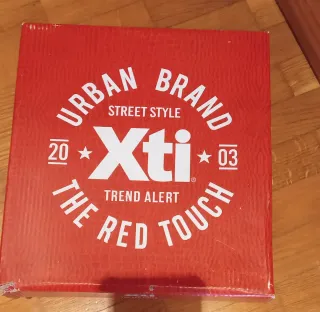 URBAN BRAND
STREET STYLE
20 ★ Xti ★ 03
TREND ALERT
THE RED TOUCH